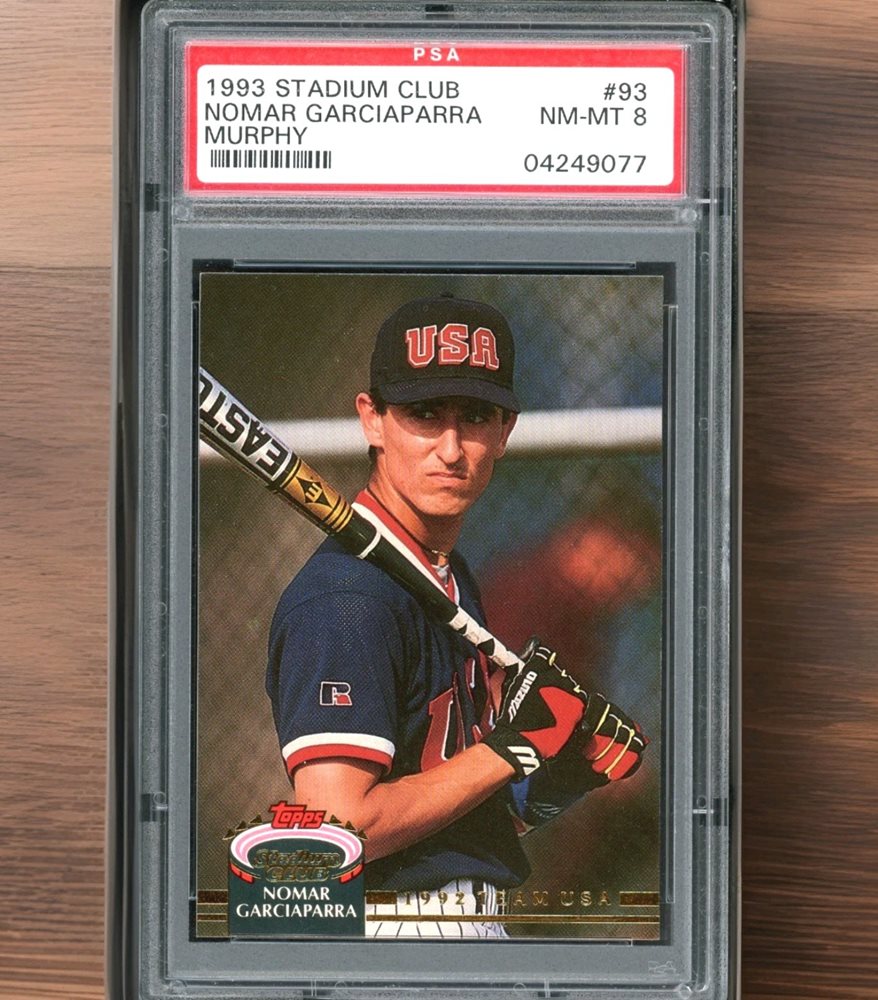 PSA
1993 STADIUM CLUB #93
NOMAR GARCIAPARRA NM-MT 8
MURPHY
04249077
USA
EASTO
E
Mizuno
R
U
Topps
Stadium
CLUB
NOMAR
GARCIAPARRA
1992 TEAM USA